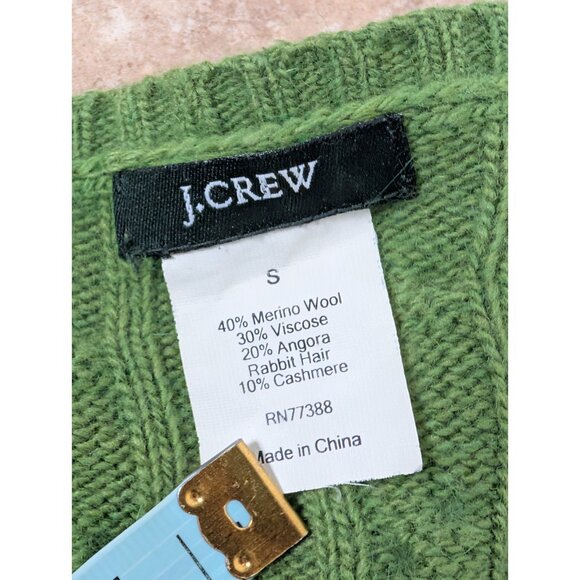 J.CREW
S
40% Merino Wool
30% Viscose
20% Angora
Rabbit Hair
10% Cashmere
RN77388
Made in China